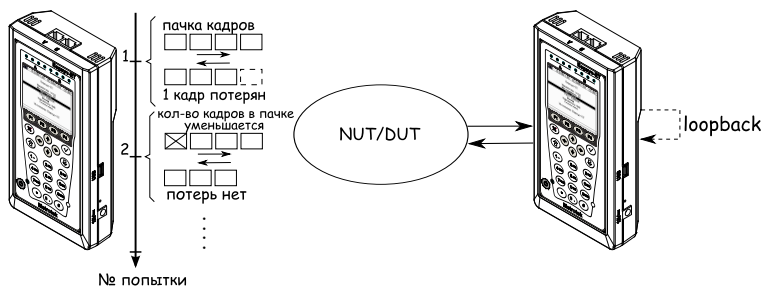 пачка кадров
1
1 кадр потерян
кол-во кадров в пачке
уменьшается
2
потерь нет
№ попытки
NUT/DUT
loopback